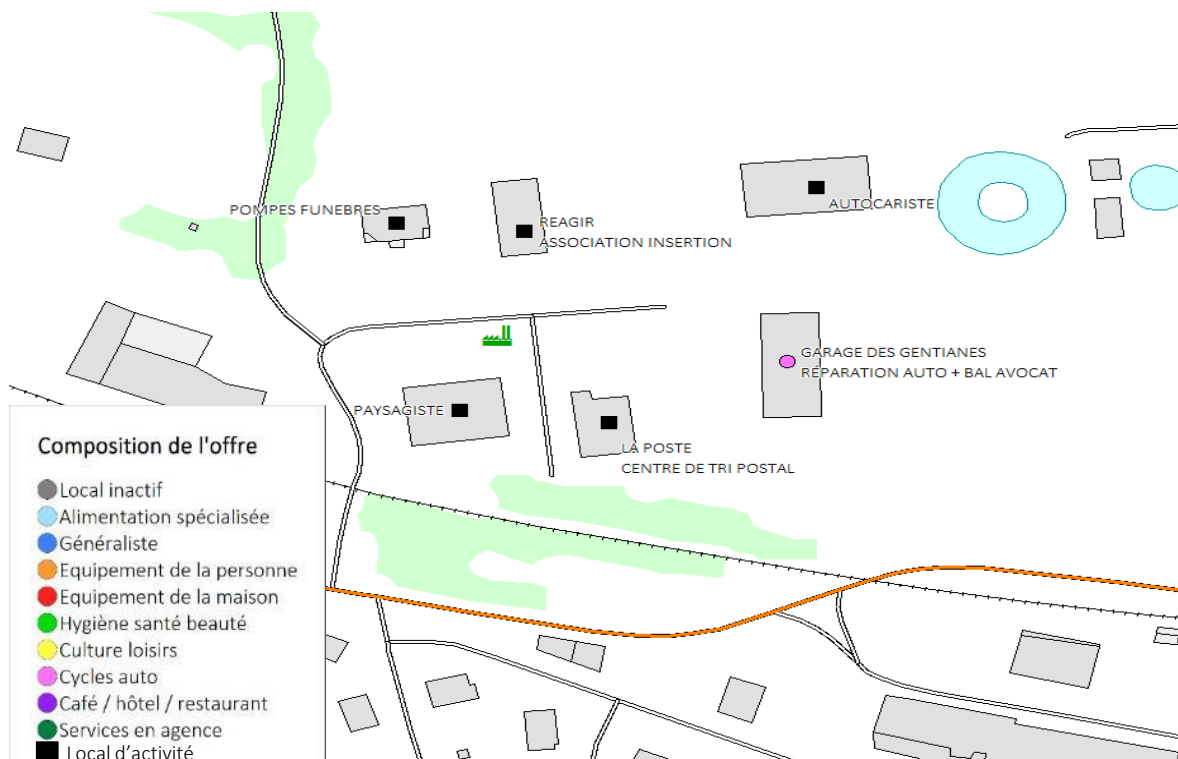 POMPES FUNEBRES
REAGIR
ASSOCIATION INSERTION
AUTOCARISTE
GARAGE DES GENTIANES
RÉPARATION AUTO + BAL AVOCAT
PAYSAGISTE
LA POSTE
CENTRE DE TRI POSTAL
Composition de l'offre
Local inactif
Alimentation spécialisée
Généraliste
Equipement de la personne
Equipement de la maison
Hygiène santé beauté
Culture loisirs
Cycles auto
Café / hôtel / restaurant
Services en agence
Local d'activité